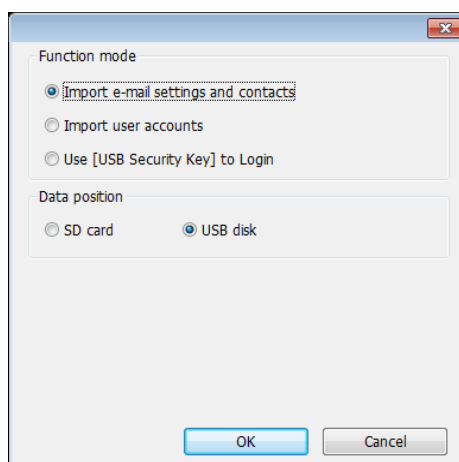 Function mode
Import e-mail settings and contacts
Import user accounts
Use [USB Security Key] to Login
Data position
SD card USB disk
OK Cancel